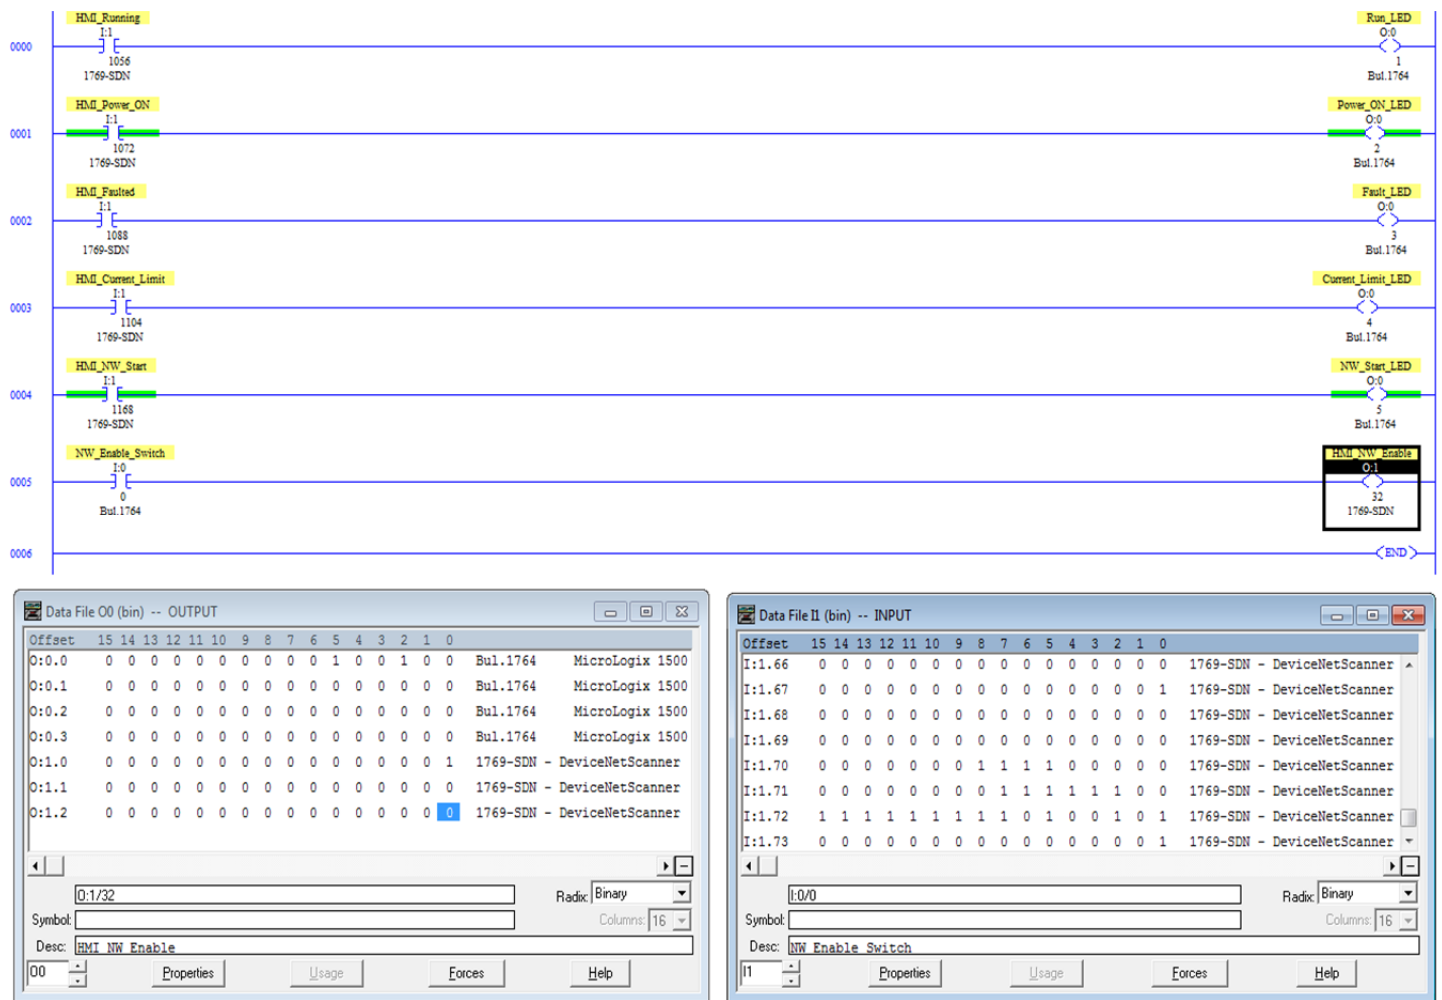 HMI_Running
Run_LED
I:1
O:0
0000
1056
1
1769-SDN
Bul.1764
HMI_Power_ON
Power_ON_LED
I:1
O:0
0001
1072
2
1769-SDN
Bul.1764
HMI_Faulted
Fault_LED
I:1
O:0
0002
1088
3
1769-SDN
Bul.1764
HMI_Current_Limit
Current_Limit_LED
I:1
O:0
0003
1104
4
1769-SDN
Bul.1764
HMI_NW_Start
NW_Start_LED
I:1
O:0
0004
1168
5
1769-SDN
Bul.1764
NW_Enable_Switch
HMI_NW_Enable
I:0
O:1
0005
0
32
Bul.1764
1769-SDN
0006
END
Data File O0 (bin) -- OUTPUT
Offset 15 14 13 12 11 10 9 8 7 6 5 4 3 2 1 0
O:0.0 0 0 0 0 0 0 0 0 0 0 1 0 0 1 0 0 Bul.1764 MicroLogix 1500
O:0.1 0 0 0 0 0 0 0 0 0 0 0 0 0 0 0 0 Bul.1764 MicroLogix 1500
O:0.2 0 0 0 0 0 0 0 0 0 0 0 0 0 0 0 0 Bul.1764 MicroLogix 1500
O:0.3 0 0 0 0 0 0 0 0 0 0 0 0 0 0 0 0 Bul.1764 MicroLogix 1500
O:1.0 0 0 0 0 0 0 0 0 0 0 0 0 0 0 0 1 1769-SDN - DeviceNetScanner
O:1.1 0 0 0 0 0 0 0 0 0 0 0 0 0 0 0 0 1769-SDN - DeviceNetScanner
O:1.2 0 0 0 0 0 0 0 0 0 0 0 0 0 0 0 0 1769-SDN - DeviceNetScanner
O:1/32
Radix: Binary
Symbol:
Columns: 16
Desc: HMI NW Enable
O0
Properties
Usage
Forces
Help
Data File I1 (bin) -- INPUT
Offset 15 14 13 12 11 10 9 8 7 6 5 4 3 2 1 0
I:1.66 0 0 0 0 0 0 0 0 0 0 0 0 0 0 0 0 1769-SDN - DeviceNetScanner
I:1.67 0 0 0 0 0 0 0 0 0 0 0 0 0 0 0 1 1769-SDN - DeviceNetScanner
I:1.68 0 0 0 0 0 0 0 0 0 0 0 0 0 0 0 0 1769-SDN - DeviceNetScanner
I:1.69 0 0 0 0 0 0 0 0 0 0 0 0 0 0 0 0 1769-SDN - DeviceNetScanner
I:1.70 0 0 0 0 0 0 0 1 1 1 1 0 0 0 0 0 1769-SDN - DeviceNetScanner
I:1.71 0 0 0 0 0 0 0 0 1 1 1 1 1 1 0 0 1769-SDN - DeviceNetScanner
I:1.72 1 1 1 1 1 1 1 1 1 0 1 0 0 1 0 1 1769-SDN - DeviceNetScanner
I:1.73 0 0 0 0 0 0 0 0 0 0 0 0 0 0 0 1 1769-SDN - DeviceNetScanner
I:0/0
Radix: Binary
Symbol:
Columns: 16
Desc: NW Enable Switch
I1
Properties
Usage
Forces
Help